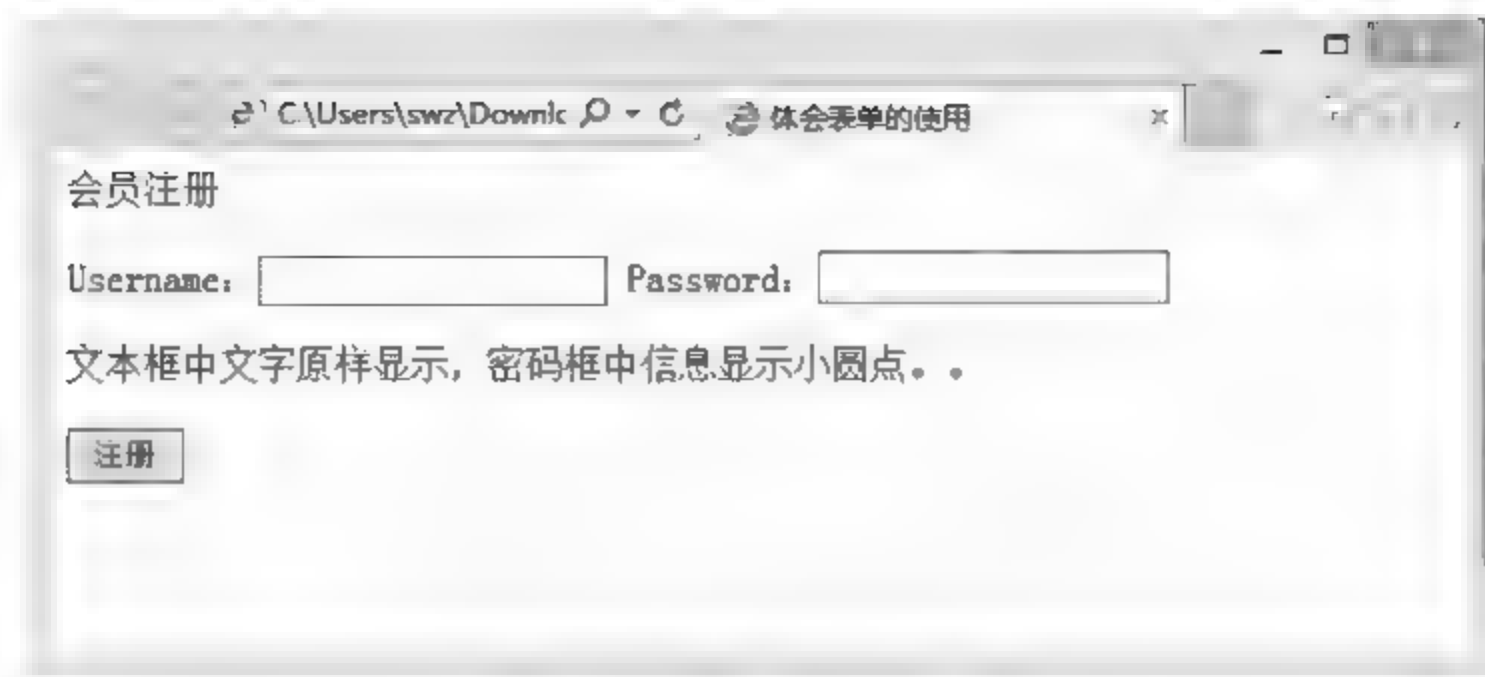 C:\Users\swz\Downlc 体会表单的使用
会员注册
Username: Password:
文本框中文字原样显示，密码框中信息显示小圆点。。
注册